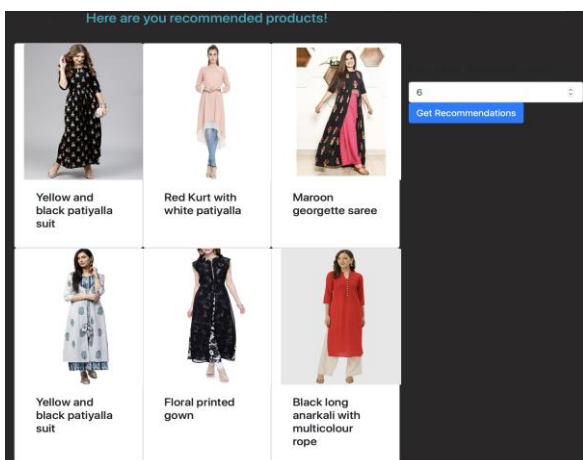 Here are you recommended products!
6
Get Recommendations
Yellow and
black patiyalla
suit
Red Kurt with
white patiyalla
Maroon
georgette saree
Yellow and
black patiyalla
suit
Floral printed
gown
Black long
anarkali with
multicolour
rope